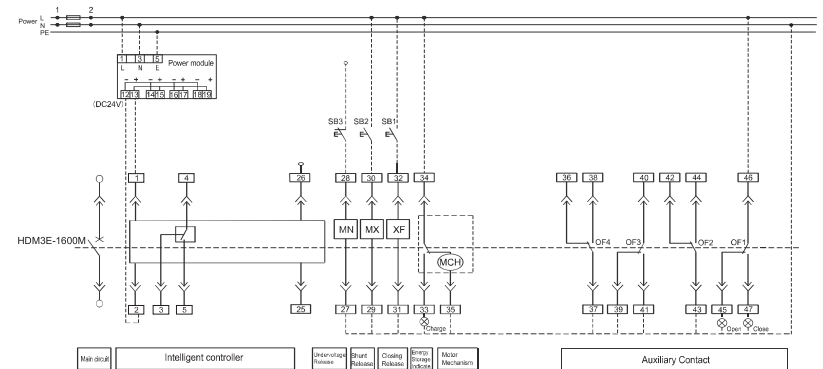 1 2
Power L
N
PE
1 3 5
L N E
Power module
- + - + - + - +
12 13 14 15 16 17 18 19
(DC24V)
SB3 SB2 SB1
1 4 26 28 30 32 34 36 38 40 42 44 46
MN MX XF
HDM3E-1600M
OF4 OF3 OF2 OF1
MCH
2 3 5 25 27 29 31 33 35 37 39 41 43 45 47
Charge Open Close
Main circuit
Intelligent controller
Undervoltage
Release
Shunt
Release
Closing
Release
Energy
Storage
Indicate
Motor
Mechanism
Auxiliary Contact